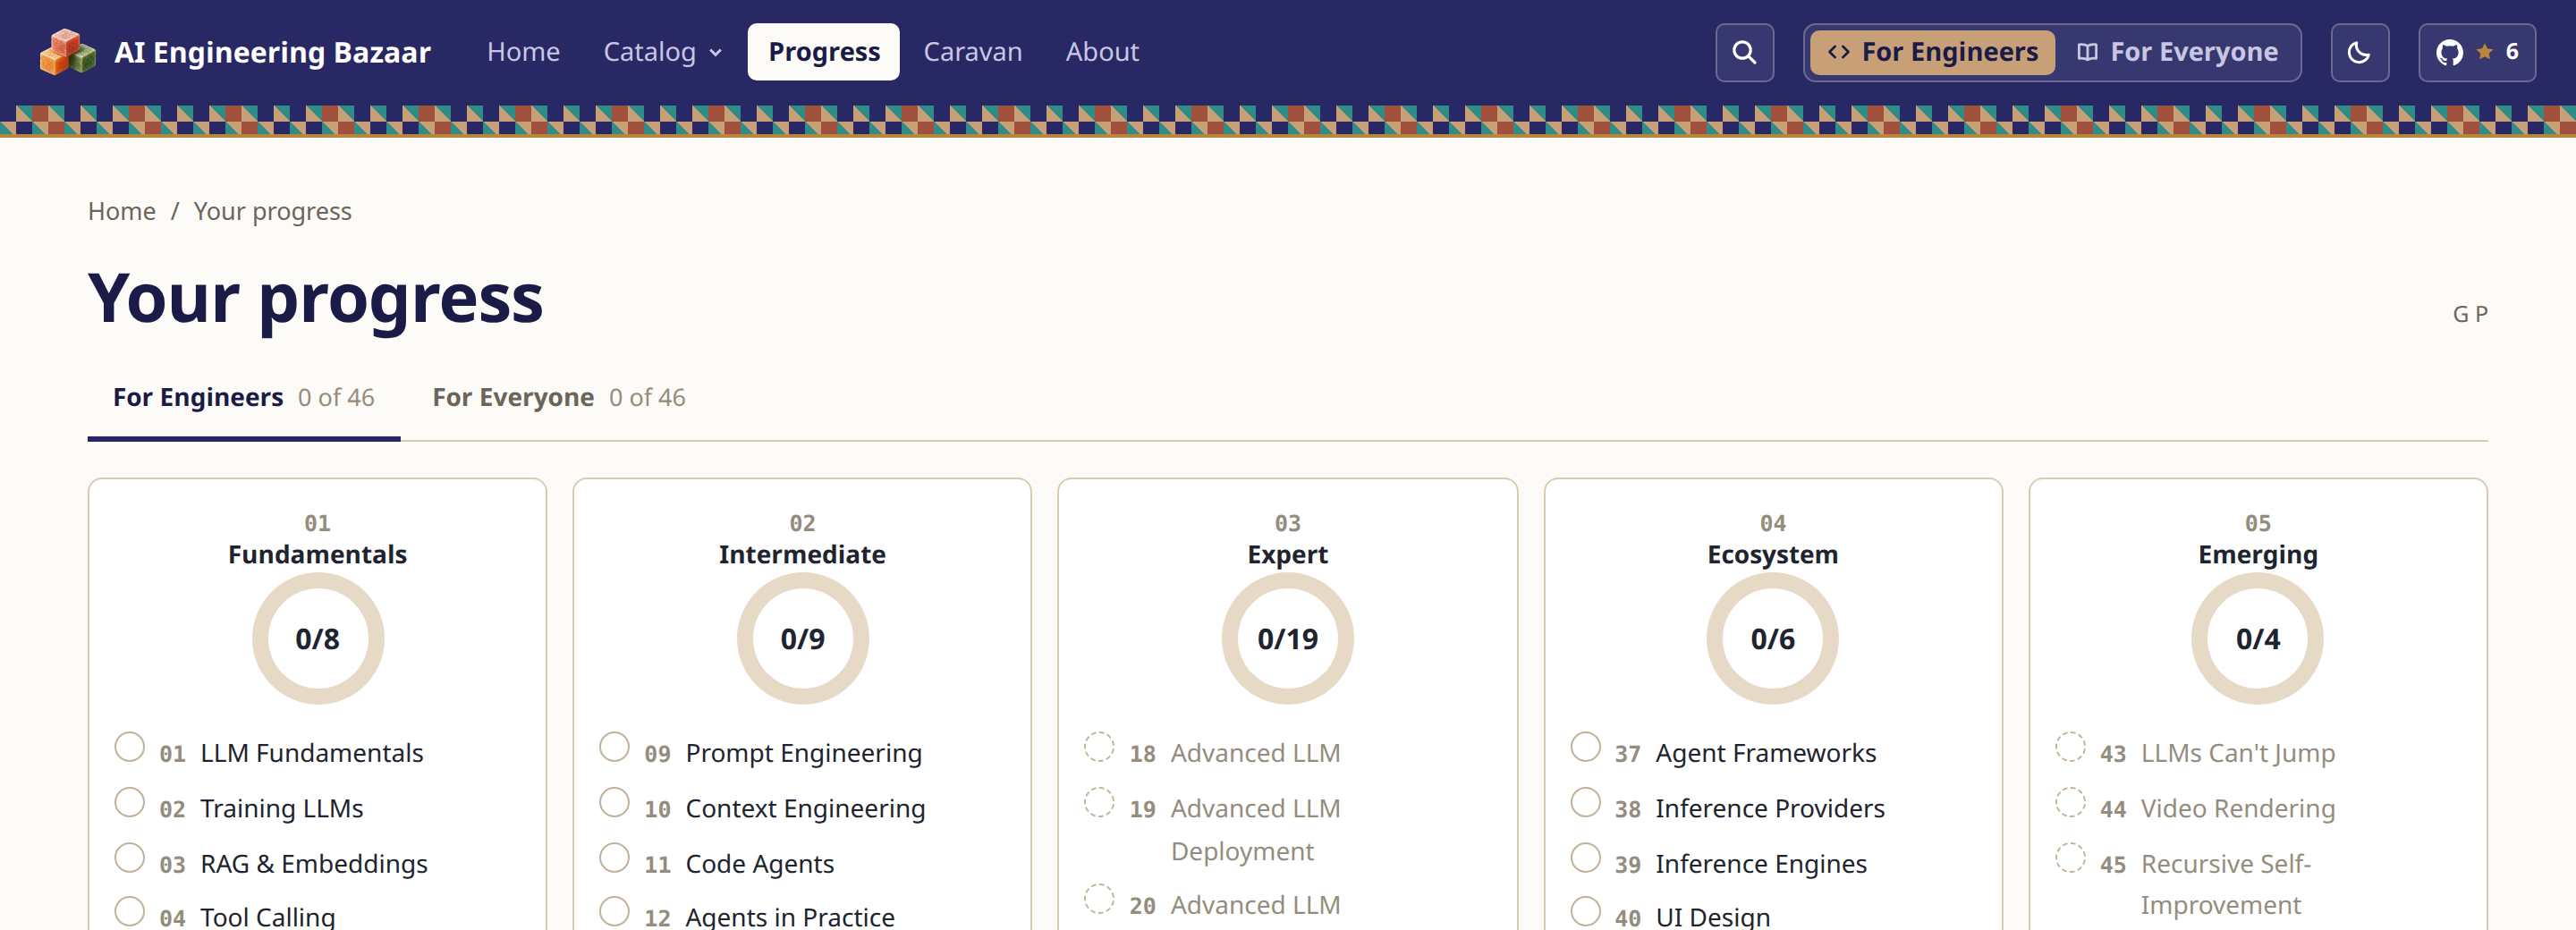 AI Engineering Bazaar Home Catalog Progress Caravan About For Engineers For Everyone 6
Home / Your progress
Your progress
G P
For Engineers 0 of 46 For Everyone 0 of 46
01
Fundamentals
0/8
01 LLM Fundamentals
02 Training LLMs
03 RAG & Embeddings
04 Tool Calling
02
Intermediate
0/9
09 Prompt Engineering
10 Context Engineering
11 Code Agents
12 Agents in Practice
03
Expert
0/19
18 Advanced LLM
19 Advanced LLM
Deployment
20 Advanced LLM
04
Ecosystem
0/6
37 Agent Frameworks
38 Inference Providers
39 Inference Engines
40 UI Design
05
Emerging
0/4
43 LLMs Can't Jump
44 Video Rendering
45 Recursive Self-
Improvement